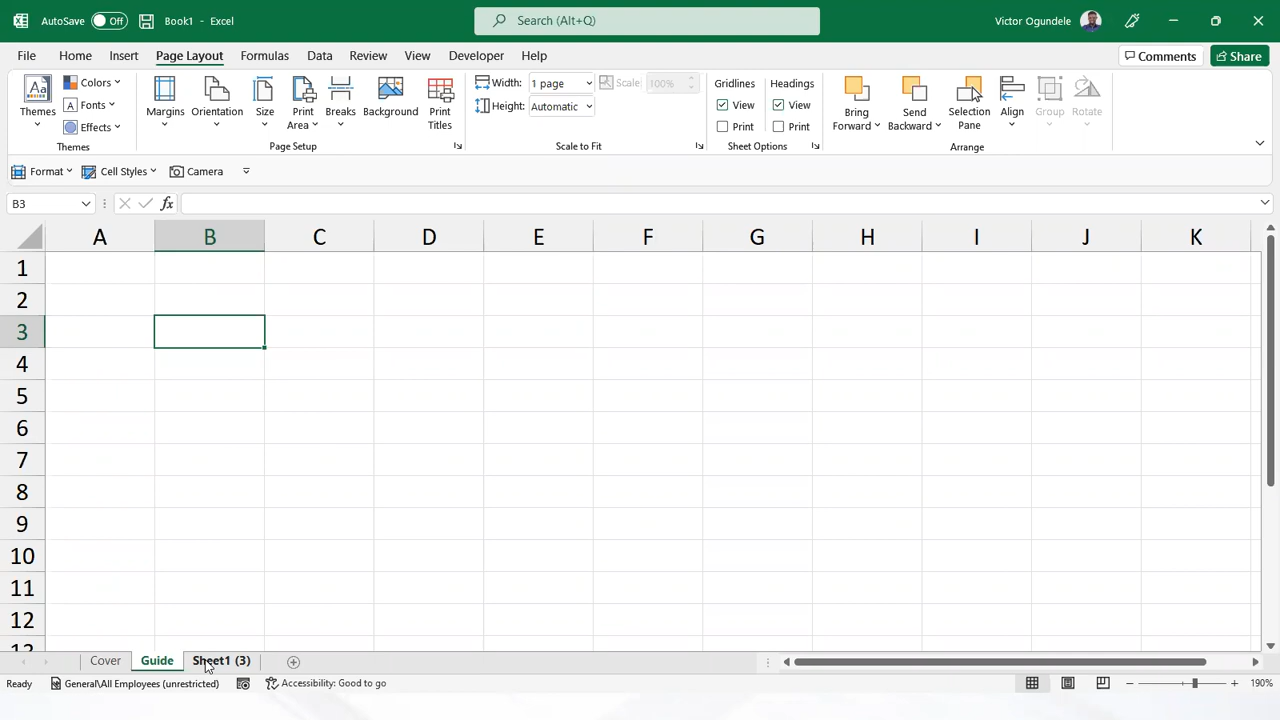 AutoSave Off Book1 - Excel Search (Alt+Q) Victor Ogundele
File Home Insert Page Layout Formulas Data Review View Developer Help Comments Share
Themes Colors Fonts Effects Margins Orientation Size Print Area Breaks Background Print Titles Width: 1 page Scale: 100% Height: Automatic Gridlines View Print Headings View Print Bring Forward Send Backward Selection Pane Align Group Rotate
Themes Page Setup Scale to Fit Sheet Options Arrange
Format Cell Styles Camera
B3 fx
A B C D E F G H I J K
1
2
3
4
5
6
7
8
9
10
11
12
13
Cover Guide Sheet1 (3)
Ready General\All Employees (unrestricted) Accessibility: Good to go 190%